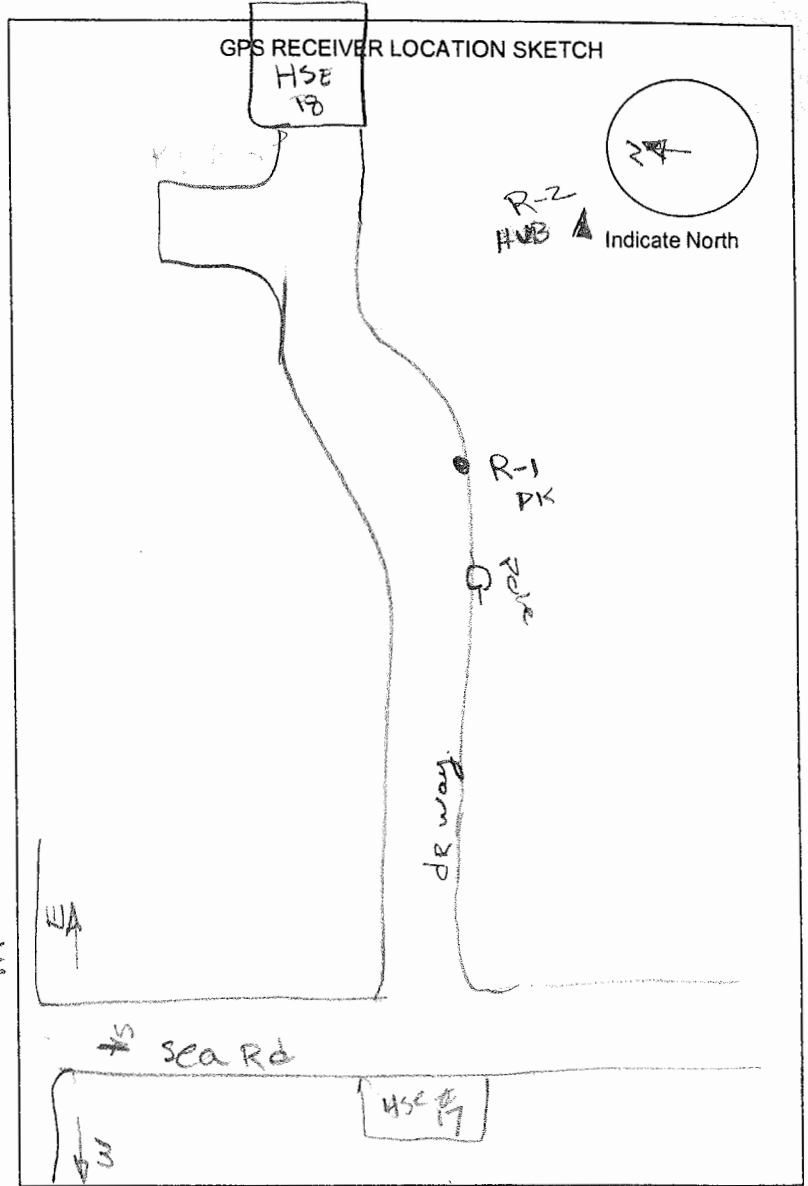 GPS RECEIVER LOCATION SKETCH
HSE
18
N
R-2
HUB
Indicate North
R-1
PK
Pole
dR way.
E
Sea Rd
HSE #
17
W